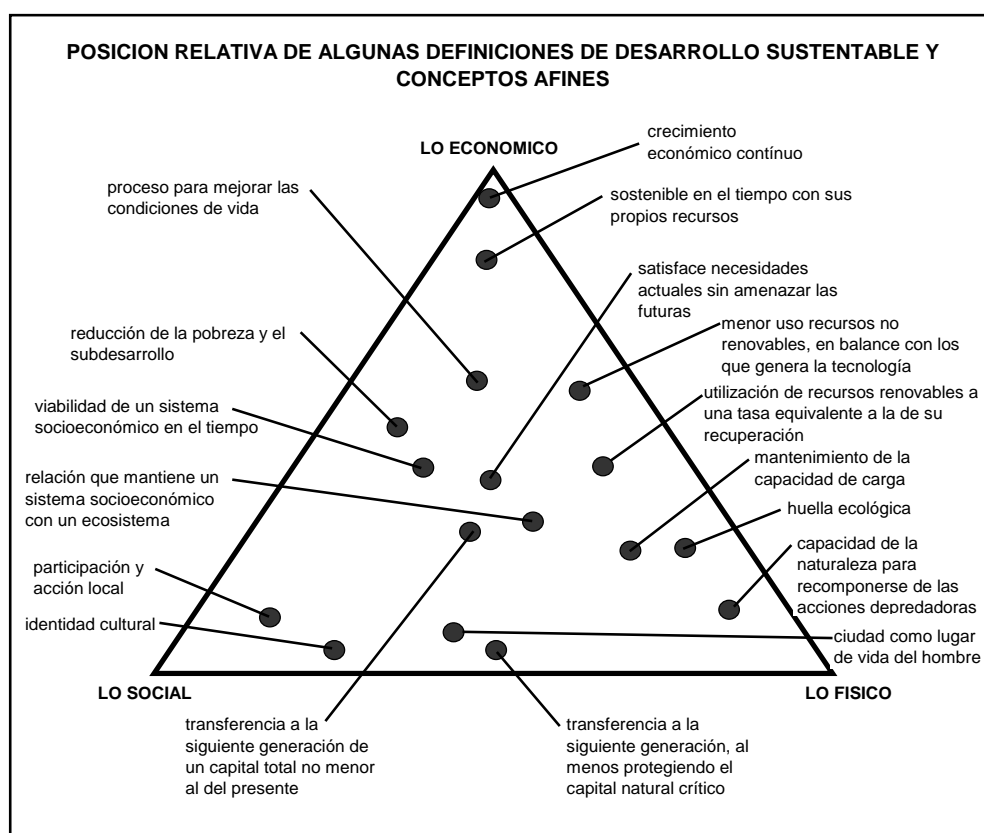 POSICION RELATIVA DE ALGUNAS DEFINICIONES DE DESARROLLO SUSTENTABLE Y
CONCEPTOS AFINES
LO ECONOMICO
crecimiento
económico contínuo
proceso para mejorar las
condiciones de vida
sostenible en el tiempo con sus
propios recursos
satisface necesidades
actuales sin amenazar las
futuras
reducción de la pobreza y el
subdesarrollo
menor uso recursos no
renovables, en balance con los
que genera la tecnología
viabilidad de un sistema
socioeconómico en el tiempo
utilización de recursos renovables a
una tasa equivalente a la de su
recuperación
relación que mantiene un
sistema socioeconómico
con un ecosistema
mantenimiento de la
capacidad de carga
huella ecológica
participación y
acción local
capacidad de la
naturaleza para
recomponerse de las
acciones depredadoras
identidad cultural
ciudad como lugar
de vida del hombre
LO SOCIAL
LO FISICO
transferencia a la
siguiente generación de
un capital total no menor
al del presente
transferencia a la
siguiente generación, al
menos protegiendo el
capital natural crítico